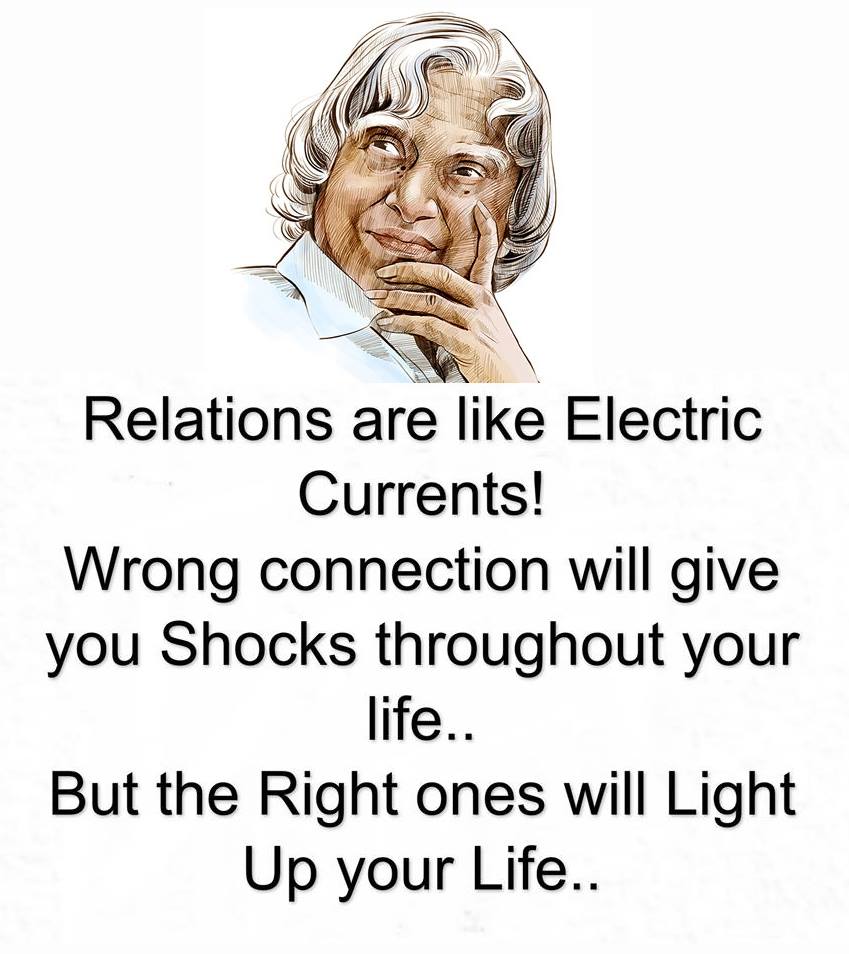 Relations are like Electric
Currents!
Wrong connection will give
you Shocks throughout your
life..
But the Right ones will Light
Up your Life..